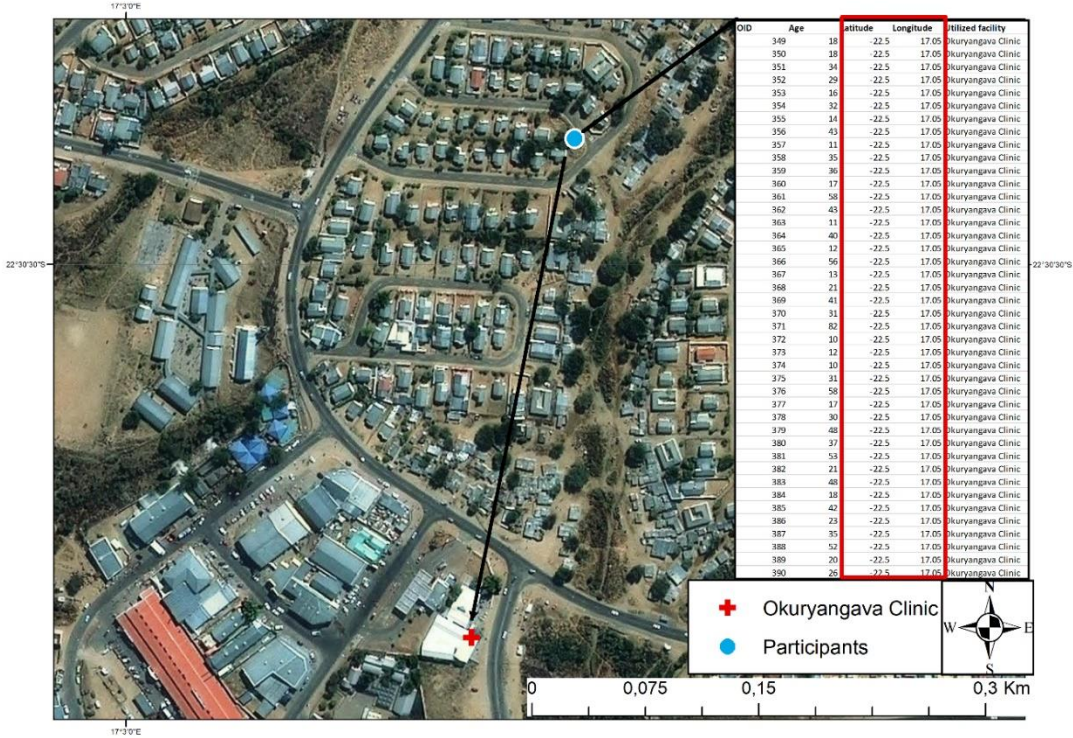 17°3'0"E
OID Age Latitude Longitude Utilized facility
349 18 -22.5 17.05 Okuryangava Clinic
350 18 -22.5 17.05 Okuryangava Clinic
351 34 -22.5 17.05 Okuryangava Clinic
352 29 -22.5 17.05 Okuryangava Clinic
353 16 -22.5 17.05 Okuryangava Clinic
354 32 -22.5 17.05 Okuryangava Clinic
355 14 -22.5 17.05 Okuryangava Clinic
356 43 -22.5 17.05 Okuryangava Clinic
357 11 -22.5 17.05 Okuryangava Clinic
358 35 -22.5 17.05 Okuryangava Clinic
359 36 -22.5 17.05 Okuryangava Clinic
360 17 -22.5 17.05 Okuryangava Clinic
361 58 -22.5 17.05 Okuryangava Clinic
362 43 -22.5 17.05 Okuryangava Clinic
363 11 -22.5 17.05 Okuryangava Clinic
364 40 -22.5 17.05 Okuryangava Clinic
365 12 -22.5 17.05 Okuryangava Clinic
22°30'30"S 366 56 -22.5 17.05 Okuryangava Clinic 22°30'30"S
367 13 -22.5 17.05 Okuryangava Clinic
368 21 -22.5 17.05 Okuryangava Clinic
369 41 -22.5 17.05 Okuryangava Clinic
370 31 -22.5 17.05 Okuryangava Clinic
371 82 -22.5 17.05 Okuryangava Clinic
372 10 -22.5 17.05 Okuryangava Clinic
373 12 -22.5 17.05 Okuryangava Clinic
374 10 -22.5 17.05 Okuryangava Clinic
375 31 -22.5 17.05 Okuryangava Clinic
376 58 -22.5 17.05 Okuryangava Clinic
377 17 -22.5 17.05 Okuryangava Clinic
378 30 -22.5 17.05 Okuryangava Clinic
379 48 -22.5 17.05 Okuryangava Clinic
380 37 -22.5 17.05 Okuryangava Clinic
381 53 -22.5 17.05 Okuryangava Clinic
382 21 -22.5 17.05 Okuryangava Clinic
383 48 -22.5 17.05 Okuryangava Clinic
384 18 -22.5 17.05 Okuryangava Clinic
385 42 -22.5 17.05 Okuryangava Clinic
386 23 -22.5 17.05 Okuryangava Clinic
387 35 -22.5 17.05 Okuryangava Clinic
388 52 -22.5 17.05 Okuryangava Clinic
389 20 -22.5 17.05 Okuryangava Clinic
390 26 -22.5 17.05 Okuryangava Clinic
Okuryangava Clinic
Participants
N
W E
S
0 0,075 0,15 0,3 Km
17°3'0"E